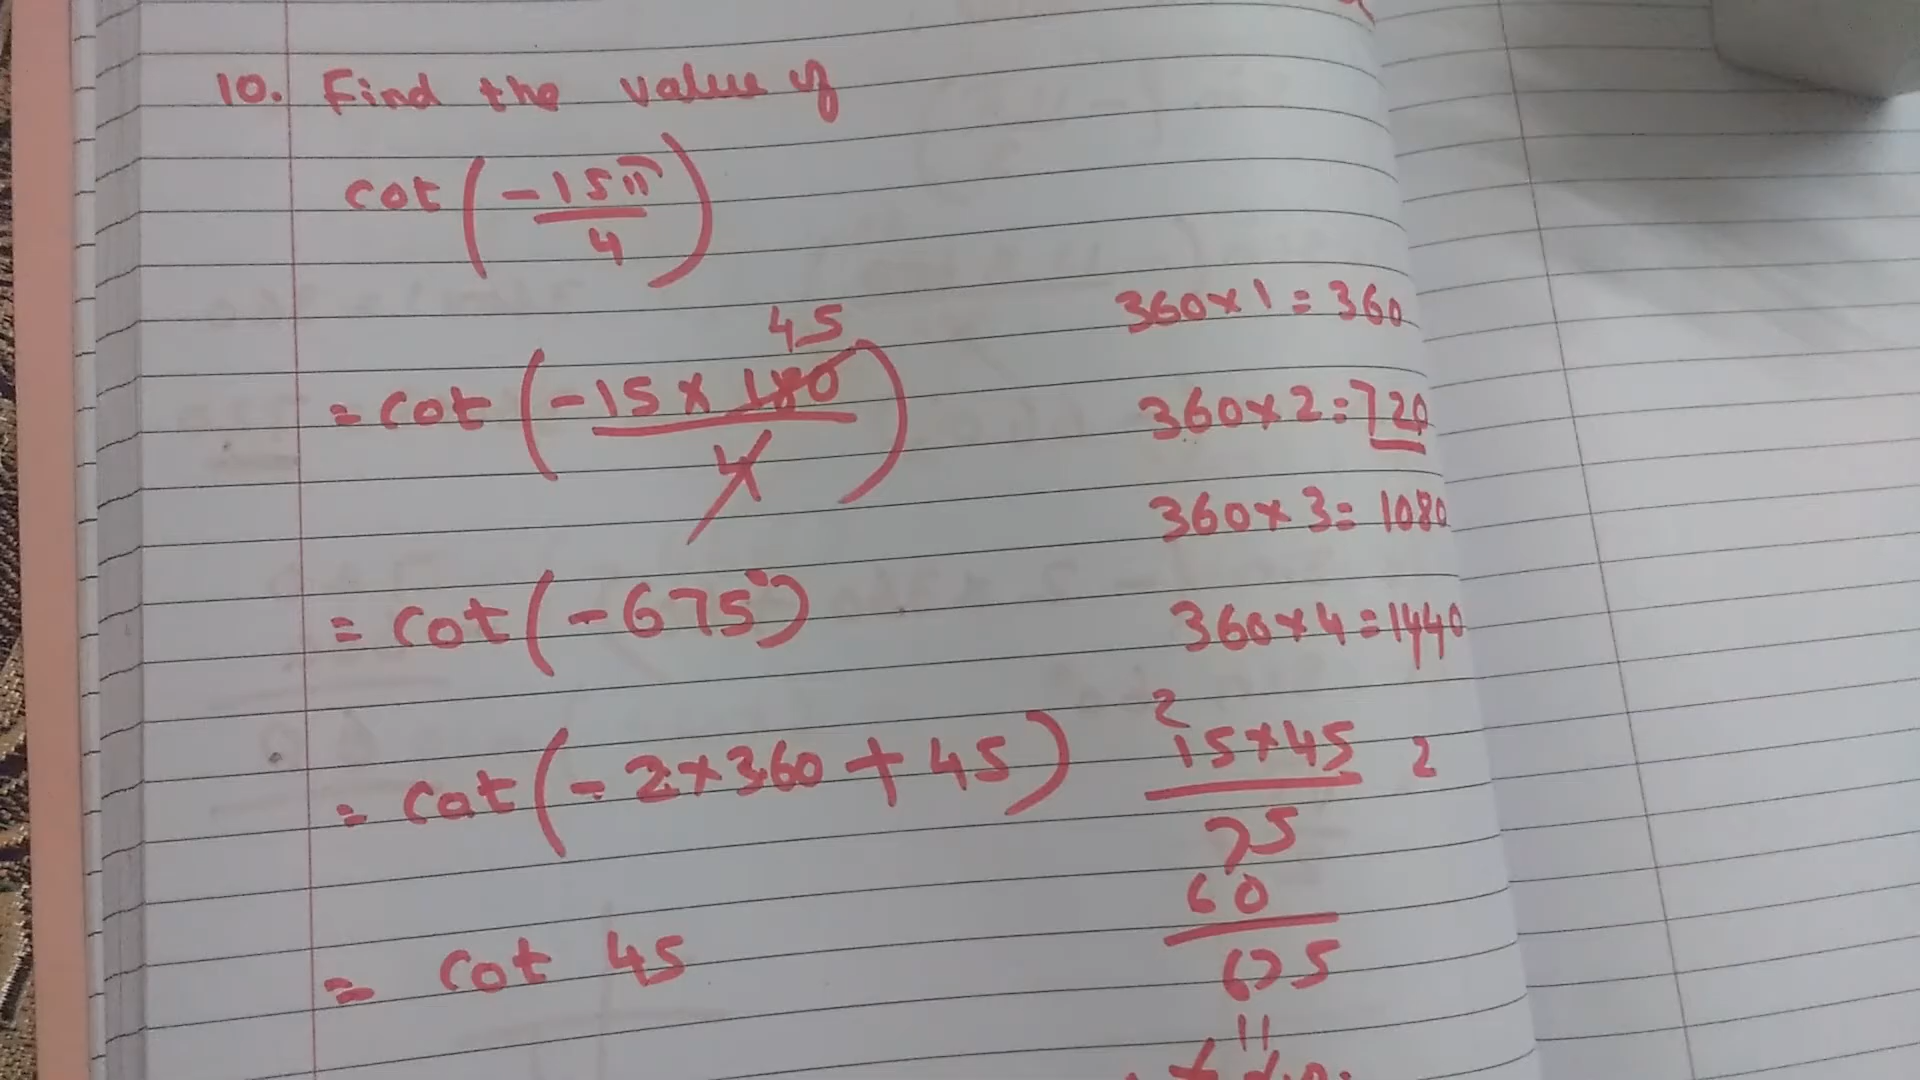 10. Find the value of
cot (-15π/4)
45
= cot (-15 × 180/4)
= cot (-675°)
= cot (-2×360 + 45)
= cot 45
360×1 = 360
360×2 = 720
360×3 = 1080
360×4 = 1440
2
15×45 2
75
60
675